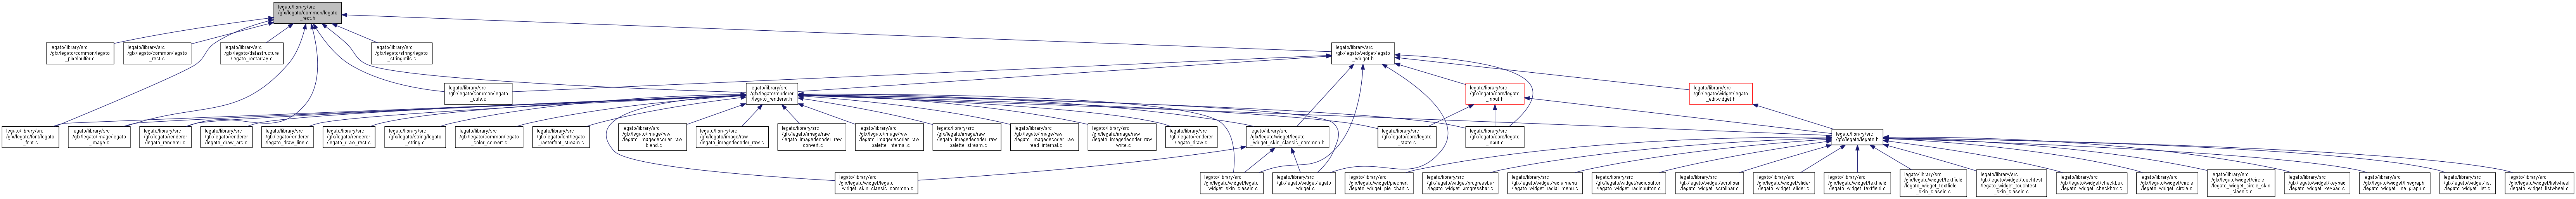 legato/library/src
/gfx/legato/common/legato
_rect.h
legato/library/src
/gfx/legato/common/legato
_pixelbuffer.c
legato/library/src
/gfx/legato/common/legato
_rect.c
legato/library/src
/gfx/legato/datastructure
/legato_rectarray.c
legato/library/src
/gfx/legato/string/legato
_stringutils.c
legato/library/src
/gfx/legato/widget/legato
_widget.h
legato/library/src
/gfx/legato/common/legato
_utils.c
legato/library/src
/gfx/legato/renderer
/legato_renderer.h
legato/library/src
/gfx/legato/core/legato
_input.h
legato/library/src
/gfx/legato/widget/legato
_editwidget.h
legato/library/src
/gfx/legato/font/legato
_font.c
legato/library/src
/gfx/legato/image/legato
_image.c
legato/library/src
/gfx/legato/renderer
/legato_renderer.c
legato/library/src
/gfx/legato/renderer
/legato_draw_arc.c
legato/library/src
/gfx/legato/renderer
/legato_draw_line.c
legato/library/src
/gfx/legato/renderer
/legato_draw_rect.c
legato/library/src
/gfx/legato/string/legato
_string.c
legato/library/src
/gfx/legato/common/legato
_color_convert.c
legato/library/src
/gfx/legato/font/legato
_rasterfont_stream.c
legato/library/src
/gfx/legato/image/raw
/legato_imagedecoder_raw
_blend.c
legato/library/src
/gfx/legato/image/raw
/legato_imagedecoder_raw.c
legato/library/src
/gfx/legato/image/raw
/legato_imagedecoder_raw
_convert.c
legato/library/src
/gfx/legato/image/raw
/legato_imagedecoder_raw
_palette_internal.c
legato/library/src
/gfx/legato/image/raw
/legato_imagedecoder_raw
_palette_stream.c
legato/library/src
/gfx/legato/image/raw
/legato_imagedecoder_raw
_read_internal.c
legato/library/src
/gfx/legato/image/raw
/legato_imagedecoder_raw
_write.c
legato/library/src
/gfx/legato/renderer
/legato_draw.c
legato/library/src
/gfx/legato/widget/legato
_widget_skin_classic_common.h
legato/library/src
/gfx/legato/core/legato
_state.c
legato/library/src
/gfx/legato/core/legato
_input.c
legato/library/src
/gfx/legato/legato.h
legato/library/src
/gfx/legato/widget/legato
_widget_skin_classic_common.c
legato/library/src
/gfx/legato/widget/legato
_widget_skin_classic.c
legato/library/src
/gfx/legato/widget/legato
_widget.c
legato/library/src
/gfx/legato/widget/piechart
/legato_widget_pie_chart.c
legato/library/src
/gfx/legato/widget/progressbar
/legato_widget_progressbar.c
legato/library/src
/gfx/legato/widget/radialmenu
/legato_widget_radial_menu.c
legato/library/src
/gfx/legato/widget/radiobutton
/legato_widget_radiobutton.c
legato/library/src
/gfx/legato/widget/scrollbar
/legato_widget_scrollbar.c
legato/library/src
/gfx/legato/widget/slider
/legato_widget_slider.c
legato/library/src
/gfx/legato/widget/textfield
/legato_widget_textfield.c
legato/library/src
/gfx/legato/widget/textfield
/legato_widget_textfield
_skin_classic.c
legato/library/src
/gfx/legato/widget/touchtest
/legato_widget_touchtest
_skin_classic.c
legato/library/src
/gfx/legato/widget/checkbox
/legato_widget_checkbox.c
legato/library/src
/gfx/legato/widget/circle
/legato_widget_circle.c
legato/library/src
/gfx/legato/widget/circle
/legato_widget_circle_skin
_classic.c
legato/library/src
/gfx/legato/widget/keypad
/legato_widget_keypad.c
legato/library/src
/gfx/legato/widget/linegraph
/legato_widget_line_graph.c
legato/library/src
/gfx/legato/widget/list
/legato_widget_list.c
legato/library/src
/gfx/legato/widget/listwheel
/legato_widget_listwheel.c